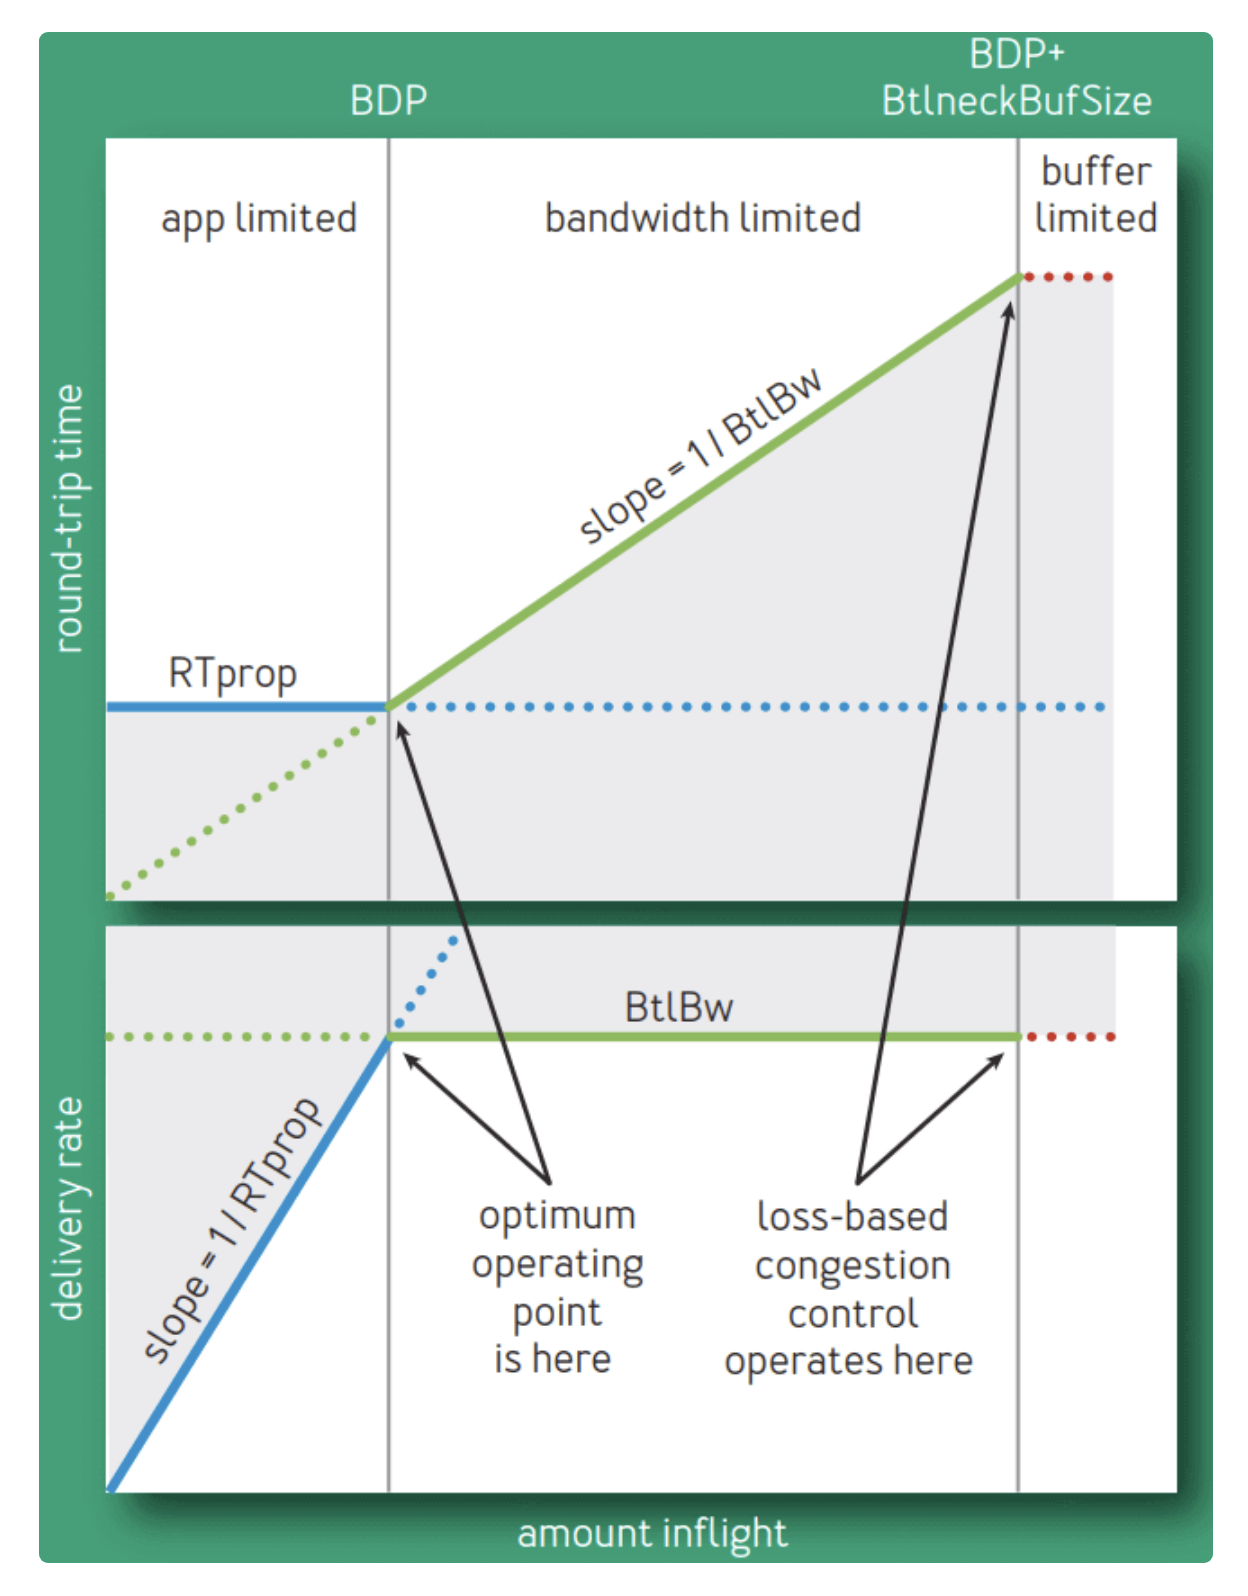 BDP
BDP+
BtlneckBufSize
app limited
bandwidth limited
buffer
limited
round-trip time
slope = 1 / BtlBw
RTprop
BtlBw
delivery rate
slope = 1 / RTprop
optimum
operating
point
is here
loss-based
congestion
control
operates here
amount inflight